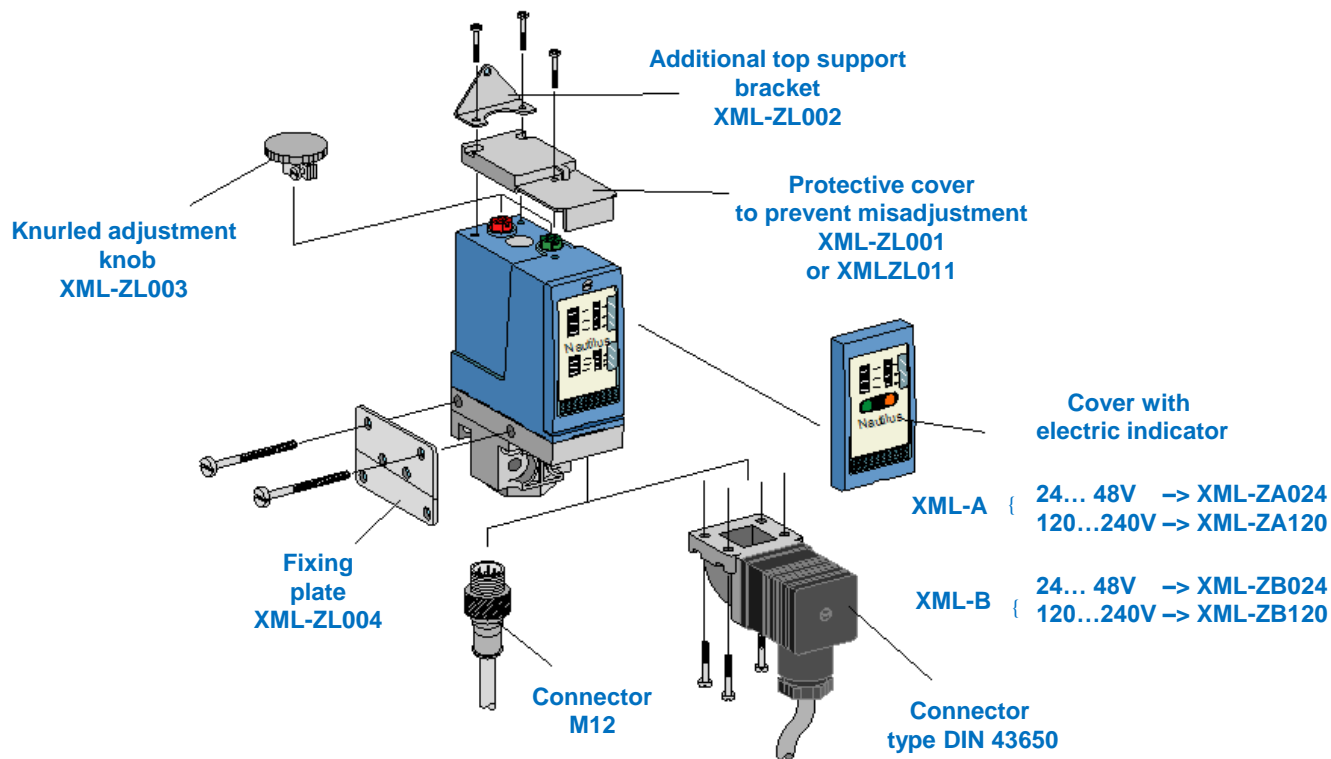 Additional top support
bracket
XML-ZL002
Protective cover
to prevent misadjustment
XML-ZL001
or XMLZL011
Knurled adjustment
knob
XML-ZL003
Nautilus
Nautilus
Cover with
electric indicator
XML-A { 24… 48V –> XML-ZA024
120…240V –> XML-ZA120
XML-B { 24… 48V –> XML-ZB024
120…240V –> XML-ZB120
Fixing
plate
XML-ZL004
Connector
M12
Connector
type DIN 43650